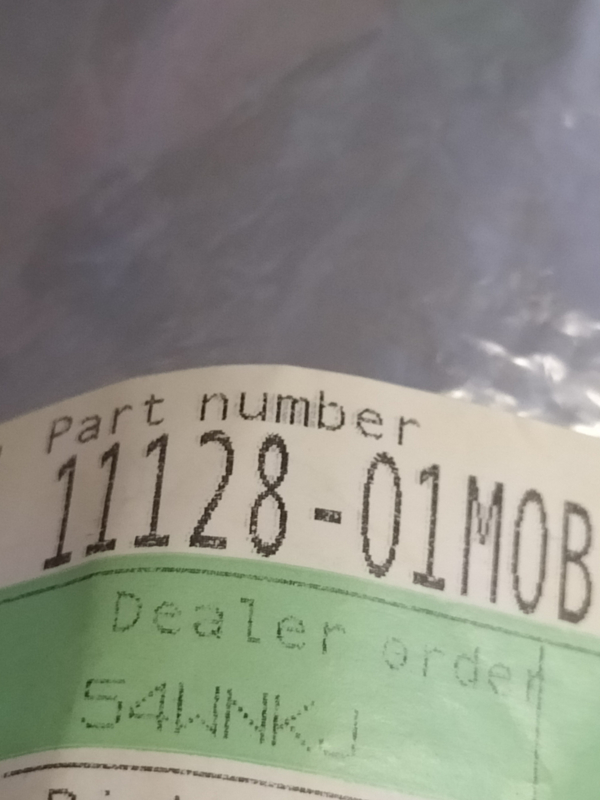 Part number
11128-01M0B
Dealer order
54WNKJ